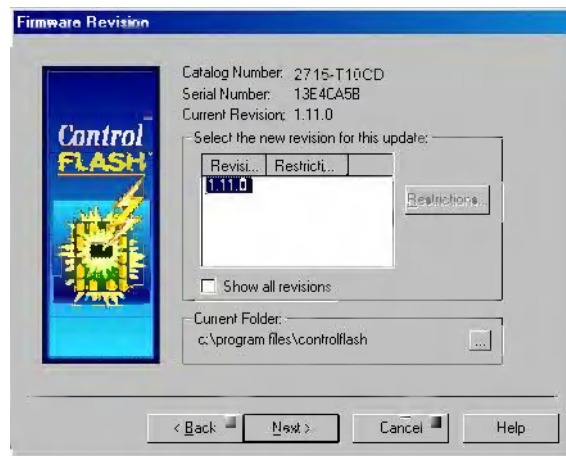 Firmware Revision
Control
FLASH
Catalog Number: 2715-T10CD
Serial Number: 13E4CA5B
Current Revision: 1.11.0
Select the new revision for this update:
Revisi... Restricti...
1.11.0
Restrictions...
Show all revisions
Current Folder:
c:\program files\controlflash
...
< Back Next > Cancel Help